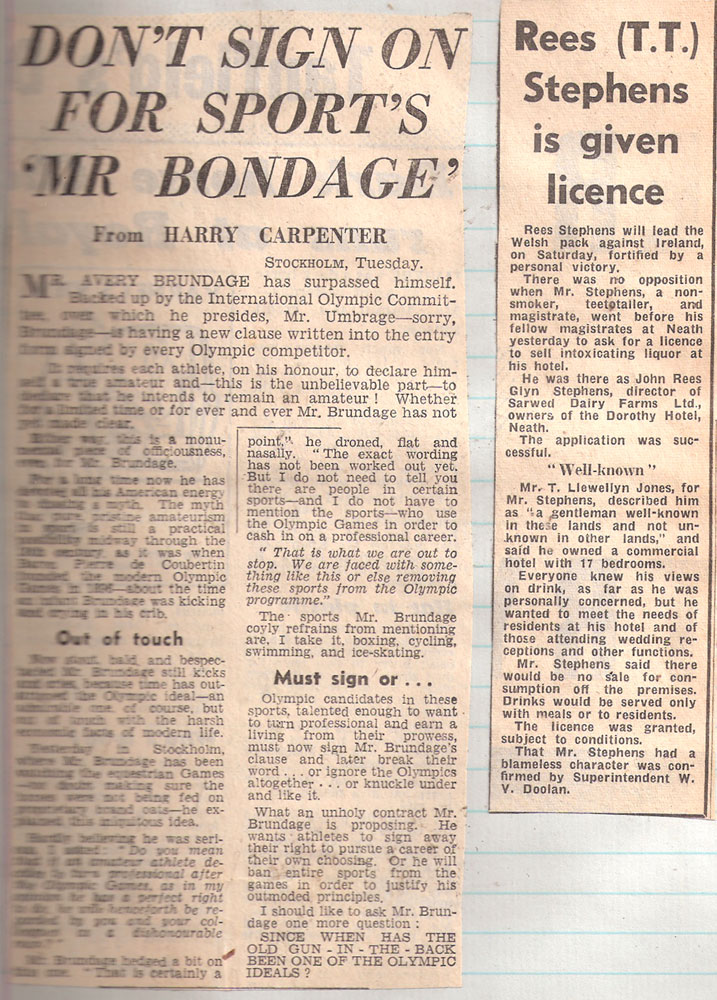 DON'T SIGN ON
FOR SPORT'S
'MR BONDAGE'
From HARRY CARPENTER
STOCKHOLM, Tuesday.
MR. AVERY BRUNDAGE has surpassed himself.
Backed up by the International Olympic Commit-
tee, over which he presides, Mr. Umbrage—sorry,
Brundage—is having a new clause written into the entry
form signed by every Olympic competitor.
It requires each athlete, on his honour, to declare him-
self a true amateur and—this is the unbelievable part—to
declare that he intends to remain an amateur! Whether
for a limited time or for ever and ever Mr. Brundage has not
yet made clear.
Either way, this is a monu-
mental piece of officiousness,
even for Mr. Brundage.
For a long time now he has
all his American energy
a myth. The myth
that pure pristine amateurism
in sport is still a practical
midway through the
20th century, as it was when
Baron Pierre de Coubertin
founded the modern Olympic
Games in 1896—about the time
an infant Brundage was kicking
and crying in his crib.
Out of touch
Now stout, bald, and bespec-
tacled Mr Brundage still kicks
and cries, because time has out-
the Olympic ideal—an
one of course, but
touch with the harsh
facts of modern life.
Yesterday in Stockholm,
where Mr. Brundage has been
watching the equestrian Games
making sure the
were not being fed on
oats—he ex-
plained this iniquitous idea.
he was seri-
ous I asked: "Do you mean
that if an amateur athlete de-
cides to turn professional after
the Olympic Games, as in my
opinion he has a perfect right
to do, he will henceforth be re-
garded by you and your col-
in a dishonourable
Mr. Brundage hedged a bit on
this one. "That is certainly a
point," he droned, flat and
nasally. "The exact wording
has not been worked out yet.
But I do not need to tell you
there are people in certain
sports—and I do not have to
mention the sports—who use
the Olympic Games in order to
cash in on a professional career.
"That is what we are out to
stop. We are faced with some-
thing like this or else removing
these sports from the Olympic
programme."
The sports Mr. Brundage
coyly refrains from mentioning
are, I take it, boxing, cycling,
swimming, and ice-skating.
Must sign or . . .
Olympic candidates in these
sports, talented enough to want
to turn professional and earn a
living from their prowess,
must now sign Mr. Brundage's
clause and later break their
word . . . or ignore the Olympics
altogether . . . or knuckle under
and like it.
What an unholy contract Mr.
Brundage is proposing. He
wants athletes to sign away
their right to pursue a career of
their own choosing. Or he will
ban entire sports from the
games in order to justify his
outmoded principles.
I should like to ask Mr. Brun-
dage one more question:
SINCE WHEN HAS THE
OLD GUN-IN-THE-BACK
BEEN ONE OF THE OLYMPIC
IDEALS?
Rees (T.T.)
Stephens
is given
licence
Rees Stephens will lead the
Welsh pack against Ireland,
on Saturday, fortified by a
personal victory.
There was no opposition
when Mr. Stephens, a non-
smoker, teetotaller, and
magistrate, went before his
fellow magistrates at Neath
yesterday to ask for a licence
to sell intoxicating liquor at
his hotel.
He was there as John Rees
Glyn Stephens, director of
Sarwed Dairy Farms Ltd.,
owners of the Dorothy Hotel,
Neath.
The application was suc-
cessful.
"Well-known"
Mr. T. Llewellyn Jones, for
Mr. Stephens, described him
as "a gentleman well-known
in these lands and not un-
known in other lands," and
said he owned a commercial
hotel with 17 bedrooms.
Everyone knew his views
on drink, as far as he was
personally concerned, but he
wanted to meet the needs of
residents at his hotel and of
those attending wedding re-
ceptions and other functions.
Mr. Stephens said there
would be no sale for con-
sumption off the premises.
Drinks would be served only
with meals or to residents.
The licence was granted,
subject to conditions.
That Mr. Stephens had a
blameless character was con-
firmed by Superintendent W.
V. Doolan.